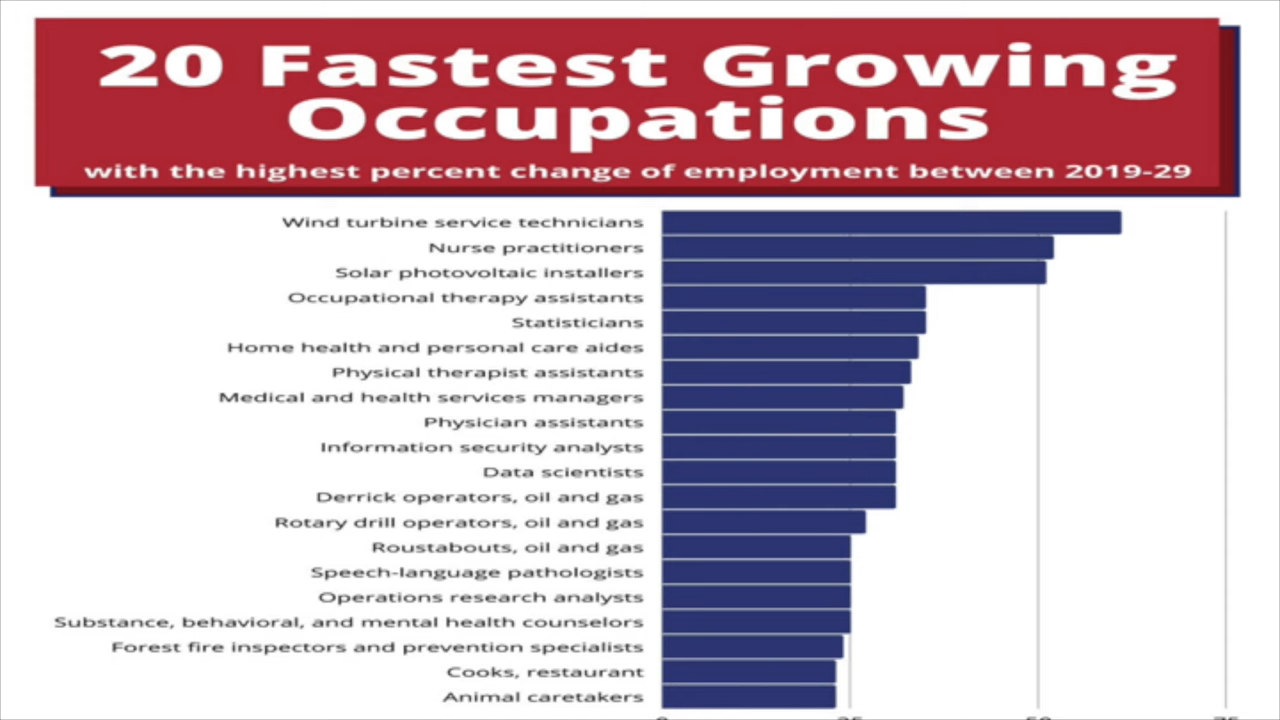 20 Fastest Growing
Occupations
with the highest percent change of employment between 2019-29
Wind turbine service technicians
Nurse practitioners
Solar photovoltaic installers
Occupational therapy assistants
Statisticians
Home health and personal care aides
Physical therapist assistants
Medical and health services managers
Physician assistants
Information security analysts
Data scientists
Derrick operators, oil and gas
Rotary drill operators, oil and gas
Roustabouts, oil and gas
Speech-language pathologists
Operations research analysts
Substance, behavioral, and mental health counselors
Forest fire inspectors and prevention specialists
Cooks, restaurant
Animal caretakers